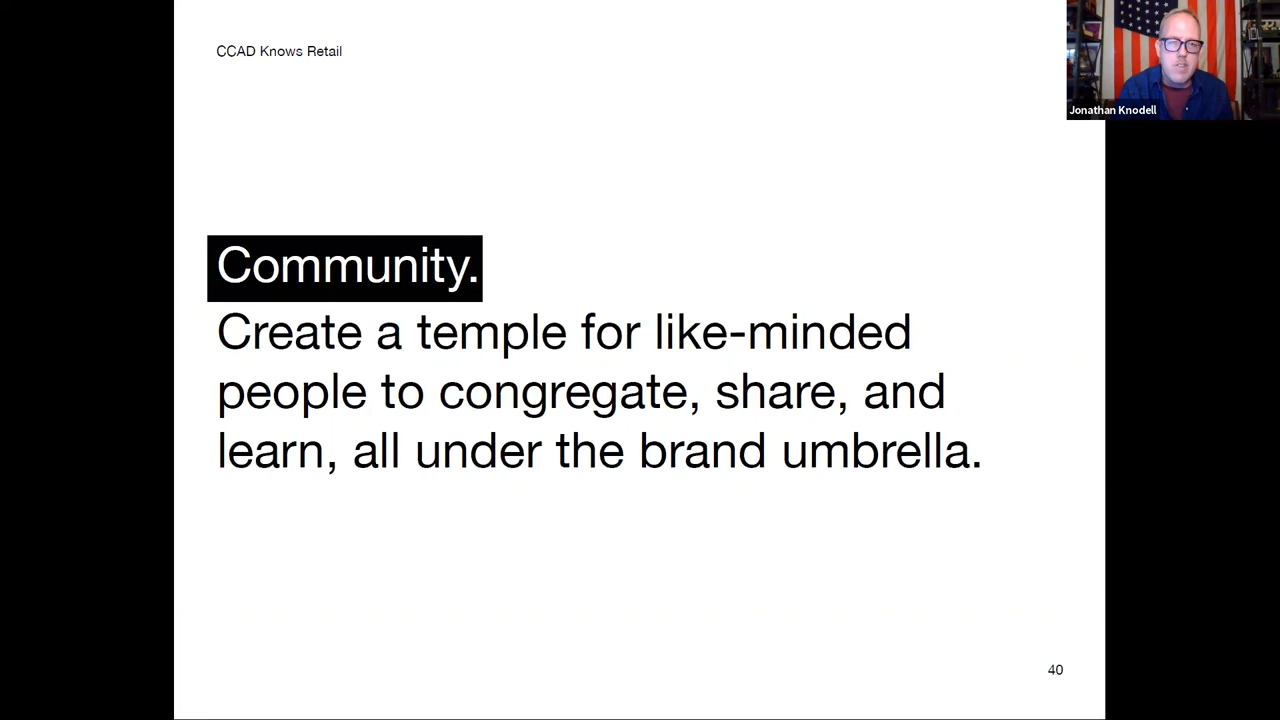 CCAD Knows Retail
Jonathan Knodell
Community.
Create a temple for like-minded
people to congregate, share, and
learn, all under the brand umbrella.
40